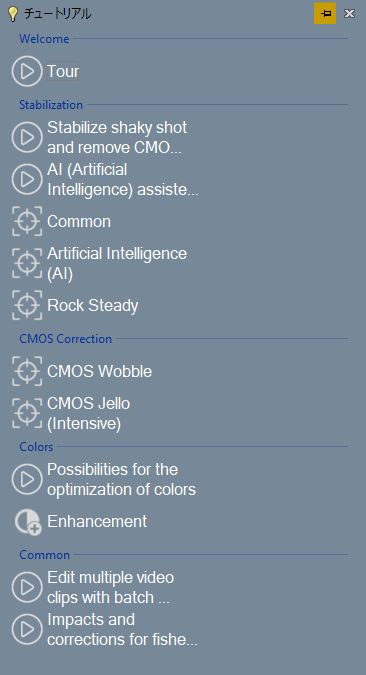 チュートリアル
Welcome
Tour
Stabilization
Stabilize shaky shot
and remove CMO...
AI (Artificial
Intelligence) assiste...
Common
Artificial Intelligence
(AI)
Rock Steady
CMOS Correction
CMOS Wobble
CMOS Jello
(Intensive)
Colors
Possibilities for the
optimization of colors
Enhancement
Common
Edit multiple video
clips with batch ...
Impacts and
corrections for fishe...